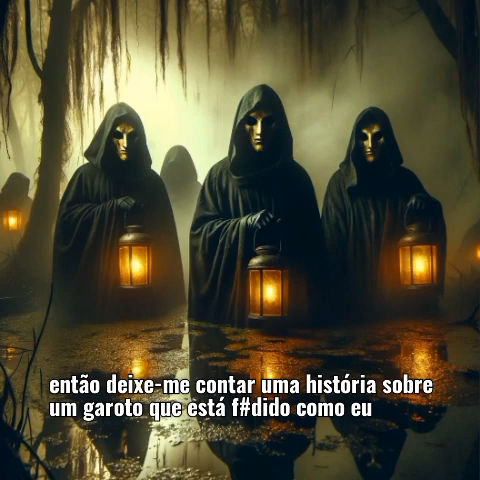 então deixe-me contar uma história sobre
um garoto que está f#dido como eu